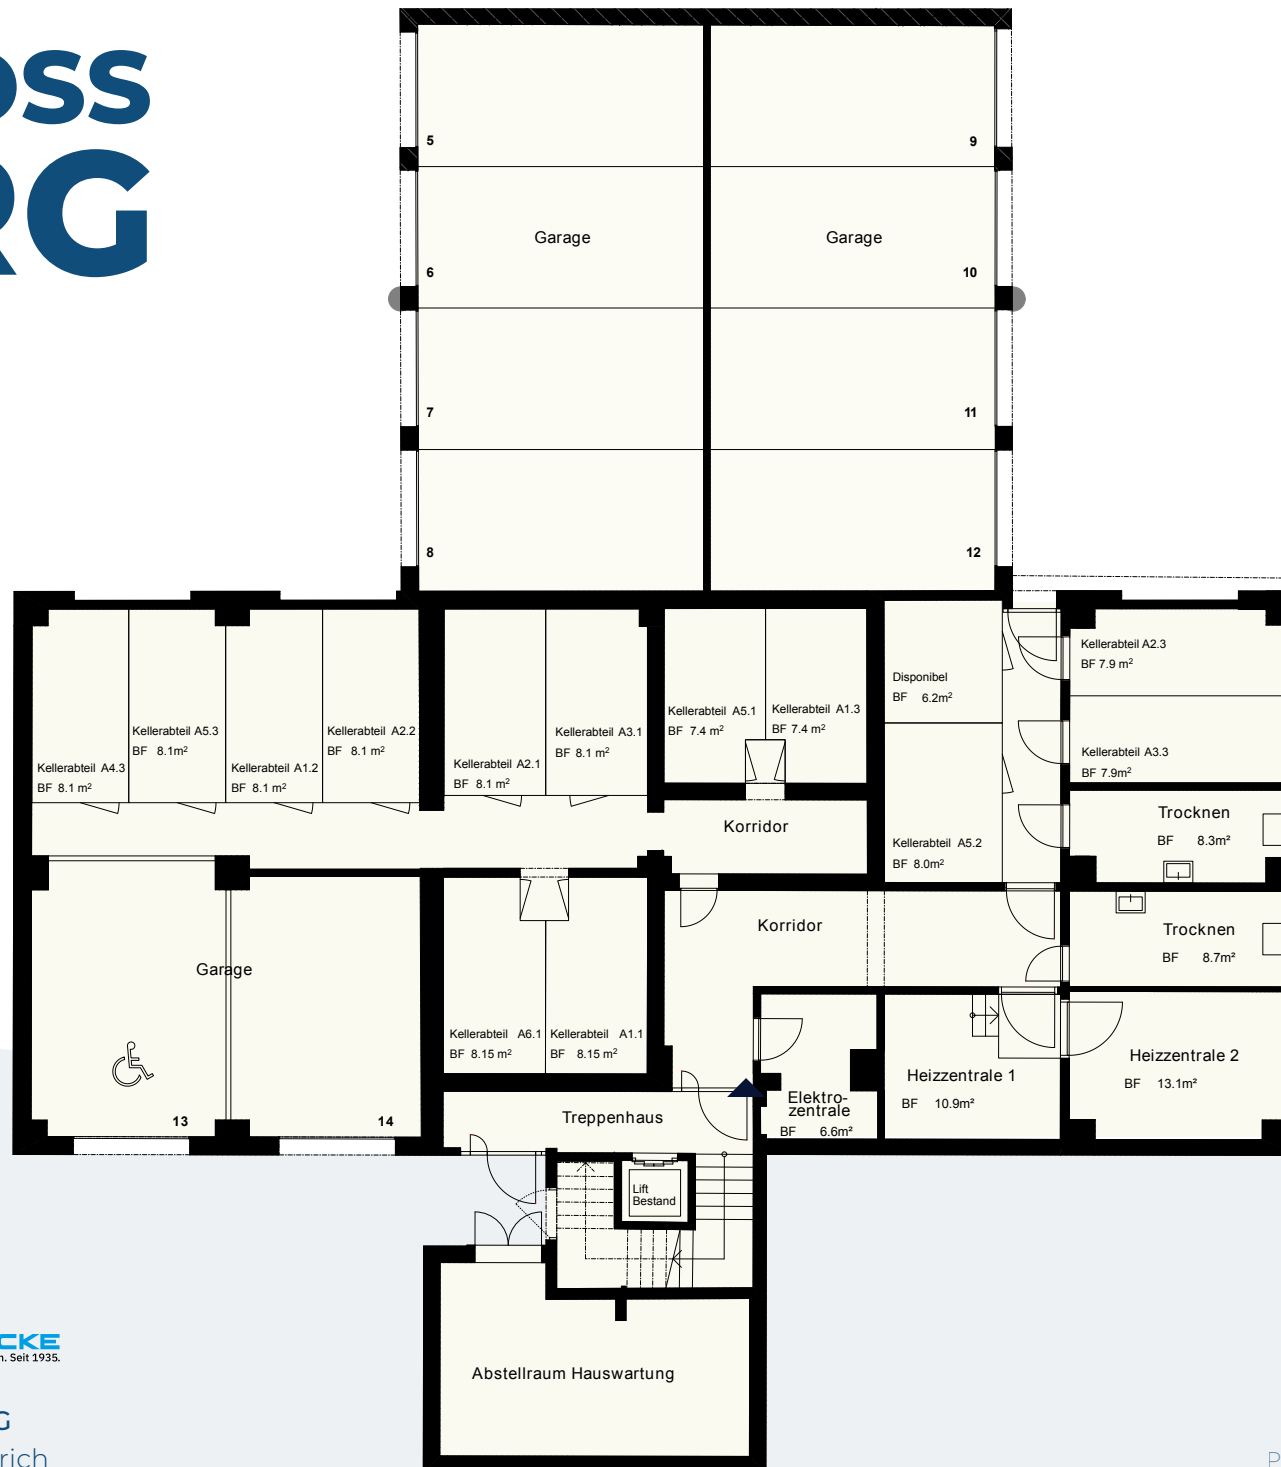 OSS
RG
5
9
Garage
Garage
6
10
7
11
8
12
Kellerabteil A4.3
BF 8.1 m²
Kellerabteil A5.3
BF 8.1m²
Kellerabteil A1.2
BF 8.1 m²
Kellerabteil A2.2
BF 8.1 m²
Kellerabteil A2.1
BF 8.1 m²
Kellerabteil A3.1
BF 8.1 m²
Kellerabteil A5.1
BF 7.4 m²
Kellerabteil A1.3
BF 7.4 m²
Disponibel
BF 6.2m²
Kellerabteil A2.3
BF 7.9 m²
Kellerabteil A3.3
BF 7.9m²
Korridor
Kellerabteil A5.2
BF 8.0m²
Trocknen
BF 8.3m²
Korridor
Trocknen
BF 8.7m²
Garage
13
14
Kellerabteil A6.1
BF 8.15 m²
Kellerabteil A1.1
BF 8.15 m²
Treppenhaus
Elektro-
zentrale
BF 6.6m²
Heizzentrale 1
BF 10.9m²
Heizzentrale 2
BF 13.1m²
Lift
Bestand
Abstellraum Hauswartung
CKE
n. Seit 1935.
G
rich
P